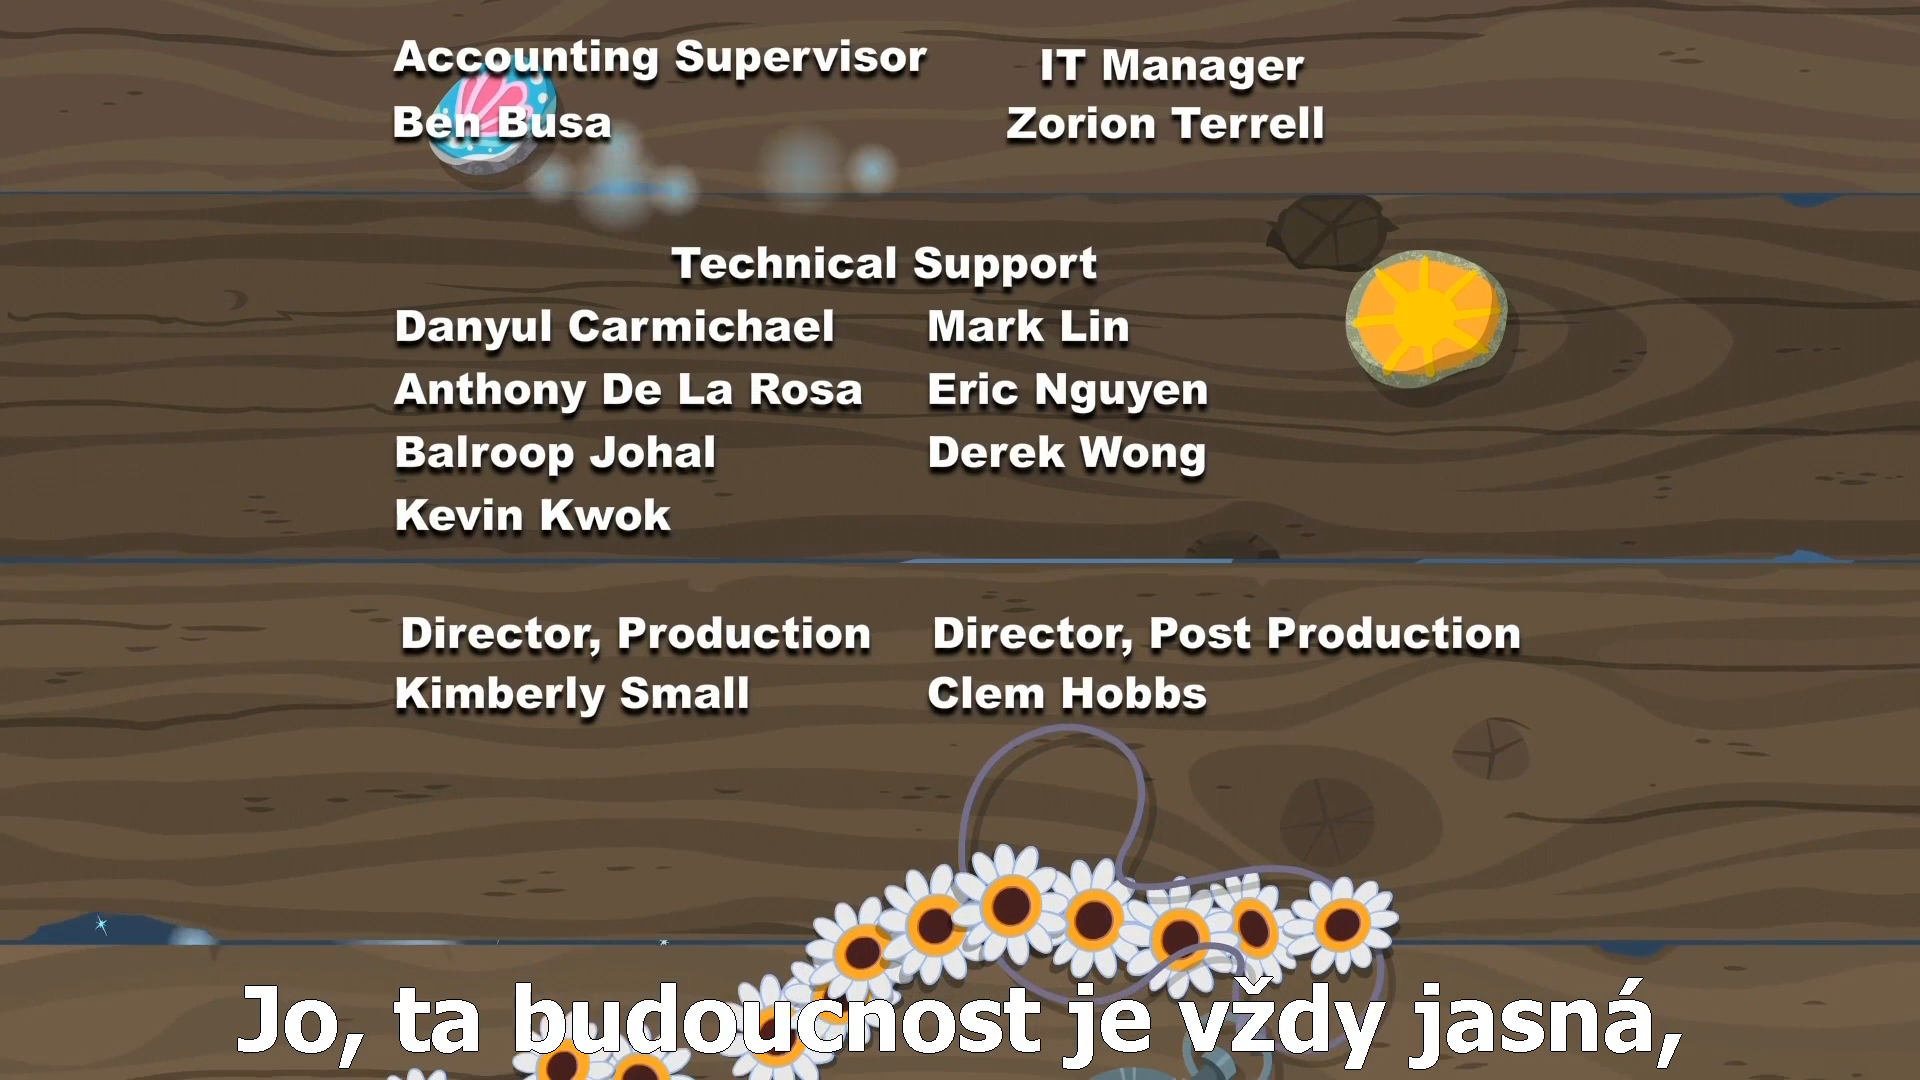 Accounting Supervisor
Ben Busa
IT Manager
Zorion Terrell
Technical Support
Danyul Carmichael
Mark Lin
Anthony De La Rosa
Eric Nguyen
Balroop Johal
Derek Wong
Kevin Kwok
Director, Production
Kimberly Small
Director, Post Production
Clem Hobbs
Jo, ta budoucnost je vždy jasná,